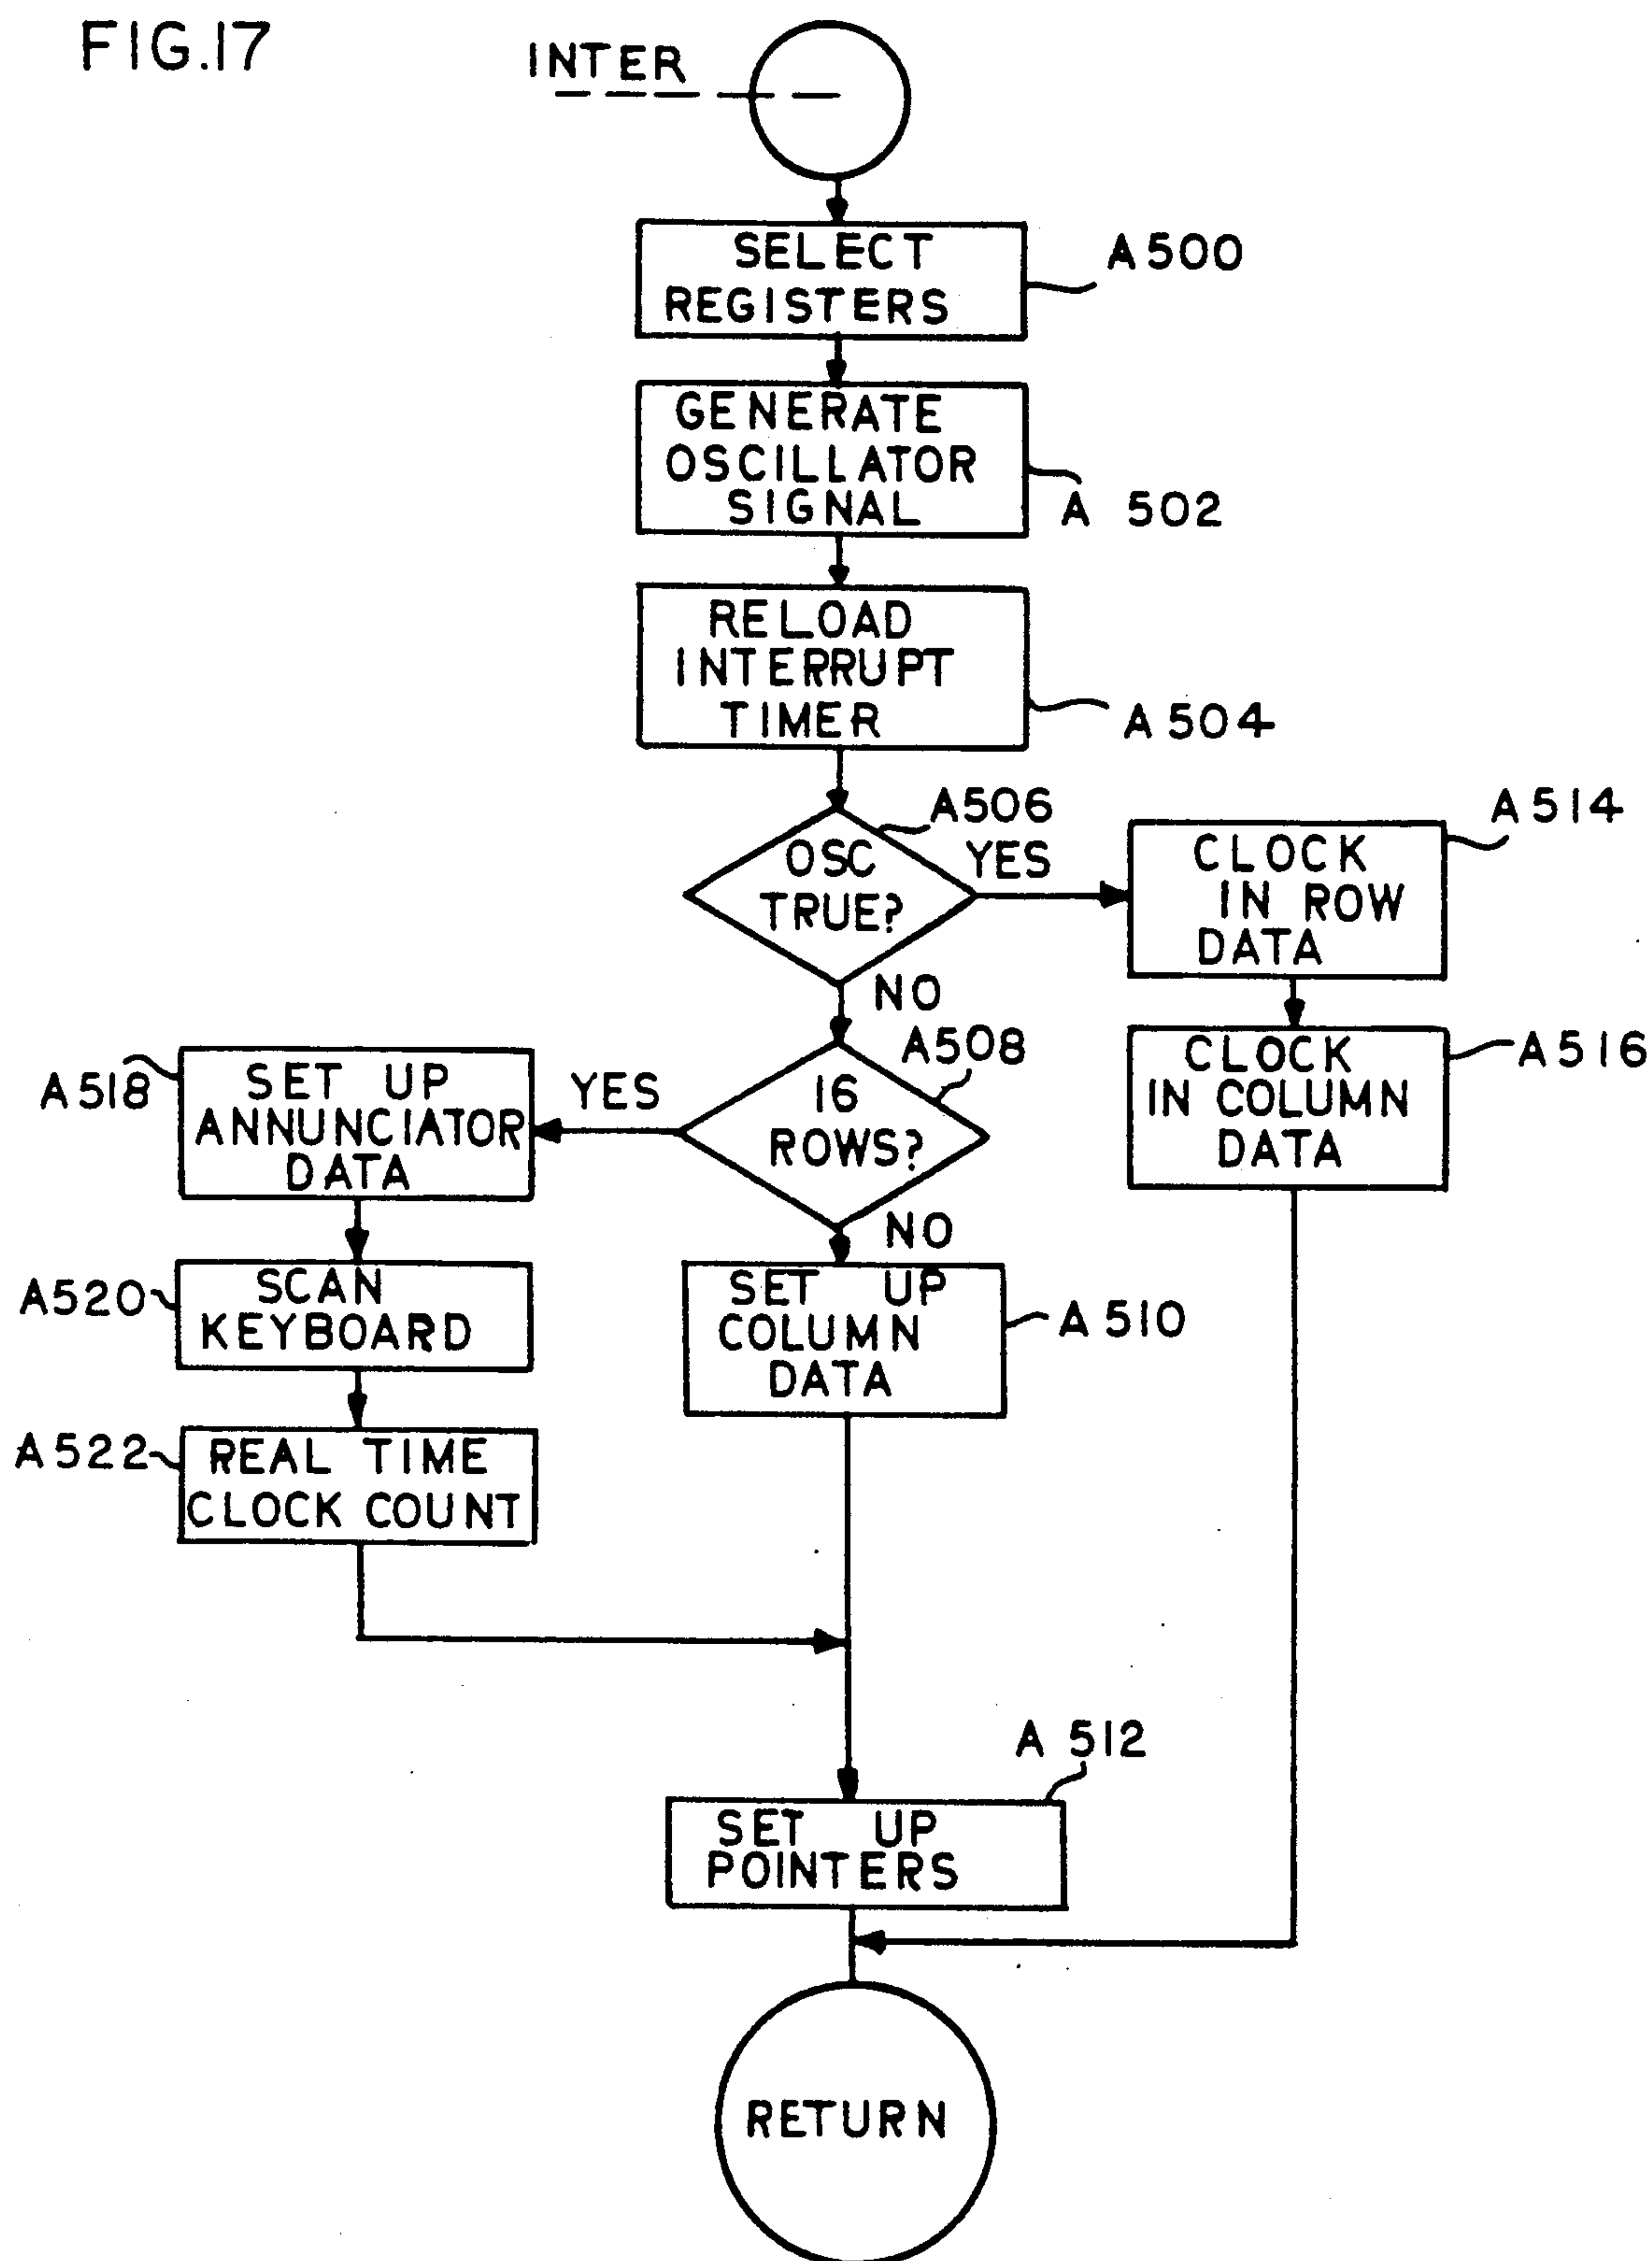 FIG.17
INTER
SELECT
REGISTERS
A500
GENERATE
OSCILLATOR
SIGNAL
A 502
RELOAD
INTERRUPT
TIMER
A504
A506
OSC
TRUE?
YES
A514
CLOCK
IN ROW
DATA
NO
A508
16
ROWS?
YES
A518
SET UP
ANNUNCIATOR
DATA
CLOCK
IN COLUMN
DATA
A516
NO
A520
SCAN
KEYBOARD
SET UP
COLUMN
DATA
A510
A522
REAL TIME
CLOCK COUNT
A 512
SET UP
POINTERS
RETURN